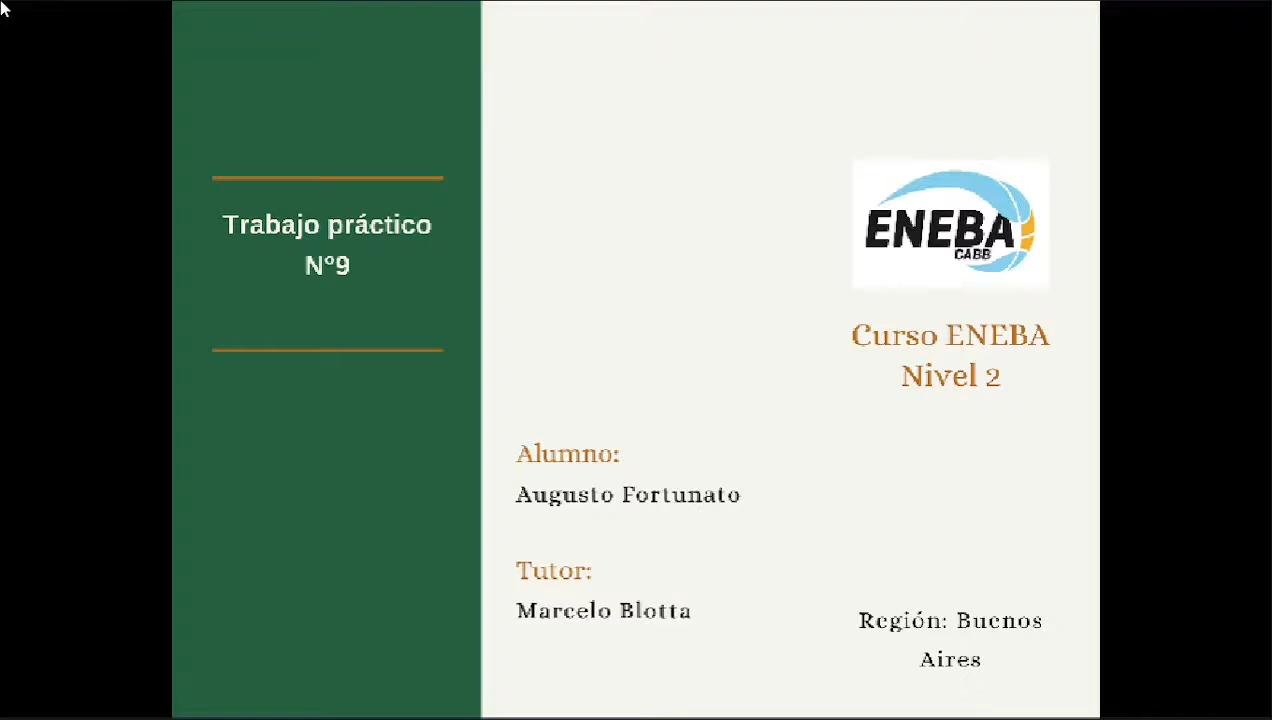 Trabajo práctico
N°9
ENEBA
CABB
Curso ENEBA
Nivel 2
Alumno:
Augusto Fortunato
Tutor:
Marcelo Blotta
Región: Buenos
Aires